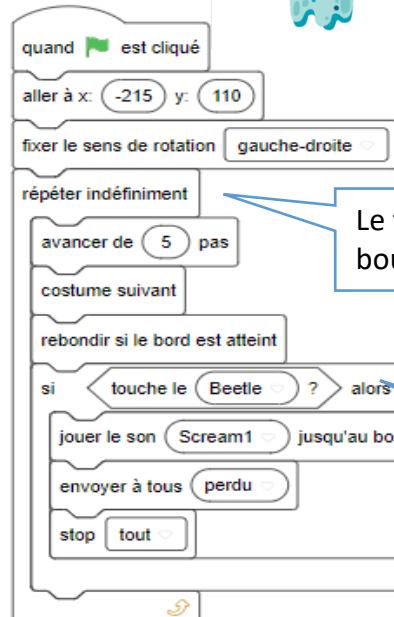 quand est cliqué
aller à x: -215 y: 110
fixer le sens de rotation gauche-droite
répéter indéfiniment
Le
avancer de 5 pas
costume suivant
rebondir si le bord est atteint
si touche le Beetle ? alors
jouer le son Scream1 jusqu'au
envoyer à tous perdu
stop tout